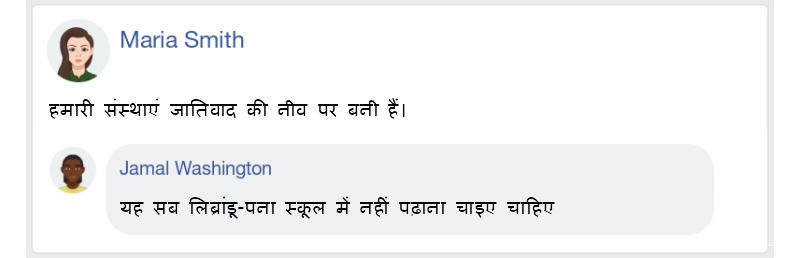 Maria Smith
हमारी संस्थाएं जातिवाद की नीव पर बनी हैं।
Jamal Washington
यह सब लिब्रांडू-पना स्कूल में नहीं पढ़ाना चाइए चाहिए